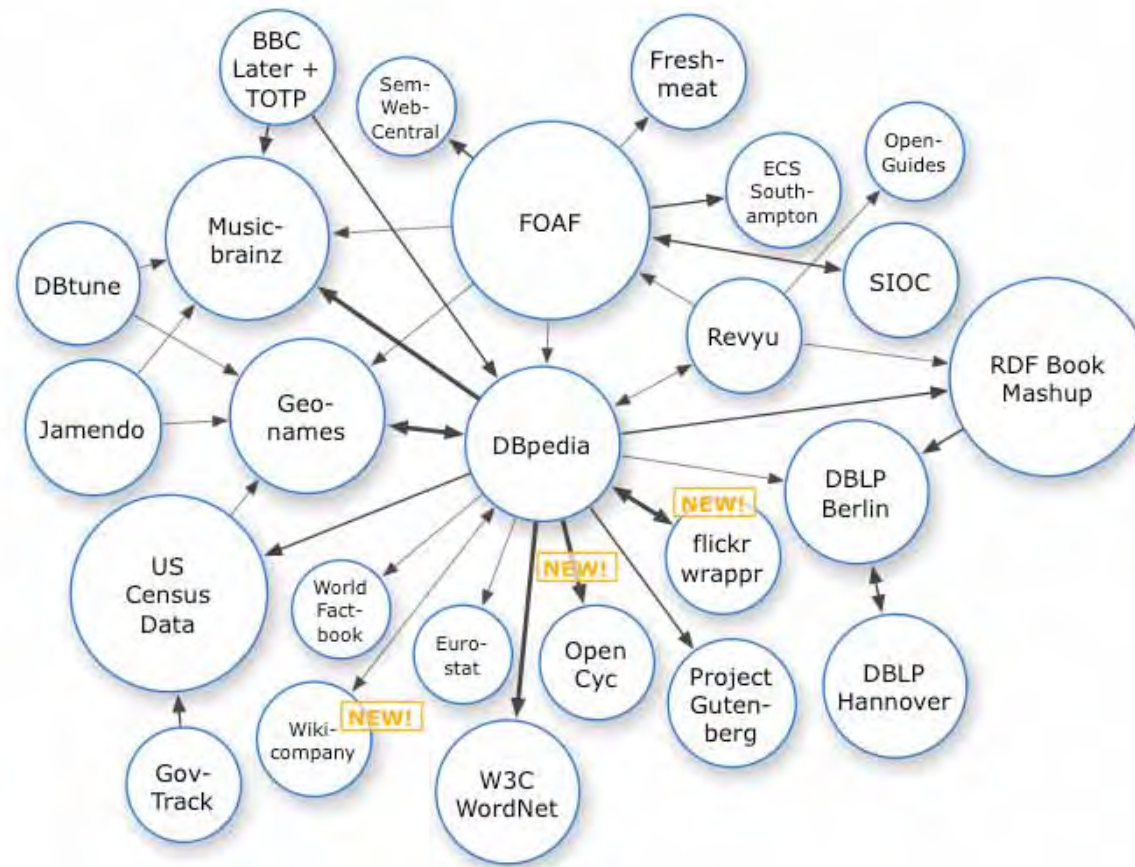 BBC
Later +
TOTP
Sem-
Web-
Central
Fresh-
meat
FOAF
ECS
South-
ampton
Open-
Guides
Music-
brainz
DBtune
SIOC
Revyu
RDF Book
Mashup
Jamendo
Geo-
names
DBpedia
DBLP
Berlin
NEW!
flickr
wrappr
NEW!
US
Census
Data
World
Fact-
book
Euro-
stat
Open
Cyc
Project
Guten-
berg
DBLP
Hannover
NEW!
Wiki-
company
Gov-
Track
W3C
WordNet